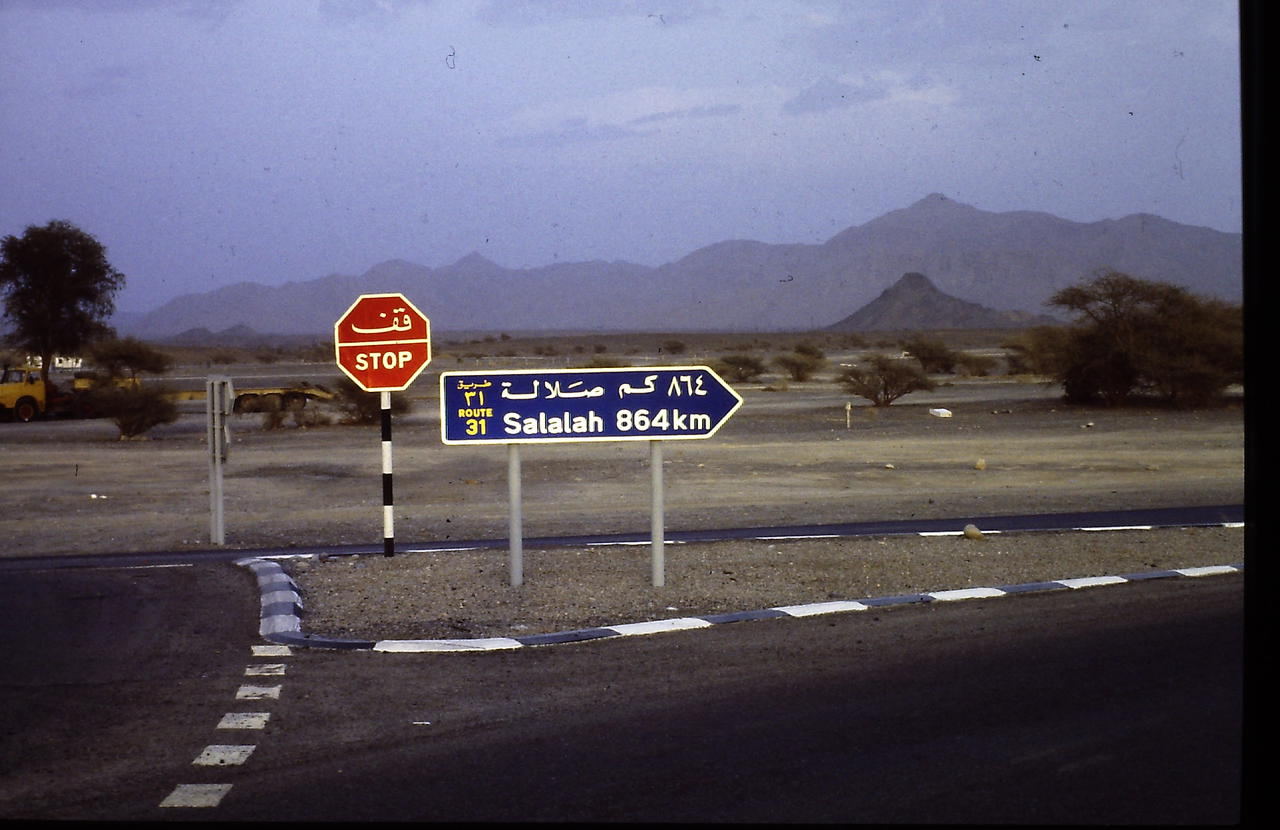 قف
STOP
طريق
٣١
ROUTE
31
صلالة كم ٨٦٤
Salalah 864km